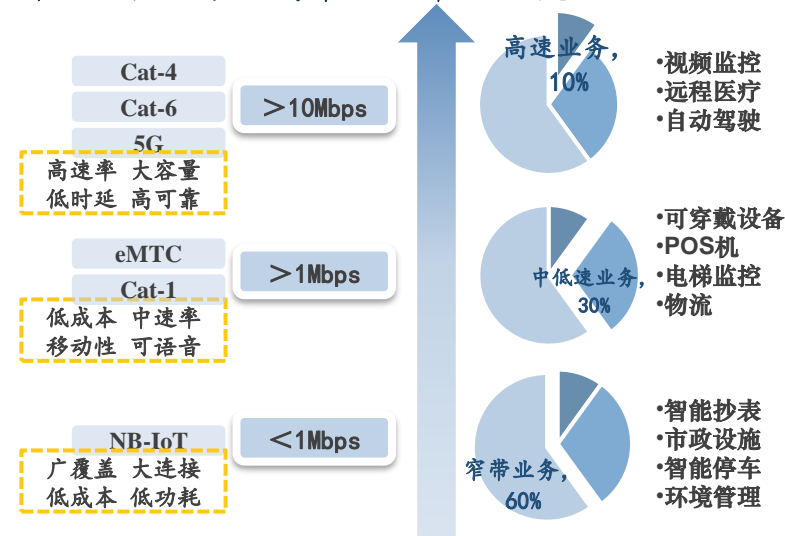 Cat-4
Cat-6
5G
高速率 大容量
低时延 高可靠
＞10Mbps
高速业务，
10%
•视频监控
•远程医疗
•自动驾驶
eMTC
Cat-1
低成本 中速率
移动性 可语音
＞1Mbps
中低速业务，
30%
•可穿戴设备
•POS机
•电梯监控
•物流
NB-IoT
广覆盖 大连接
低成本 低功耗
＜1Mbps
窄带业务，
60%
•智能抄表
•市政设施
•智能停车
•环境管理